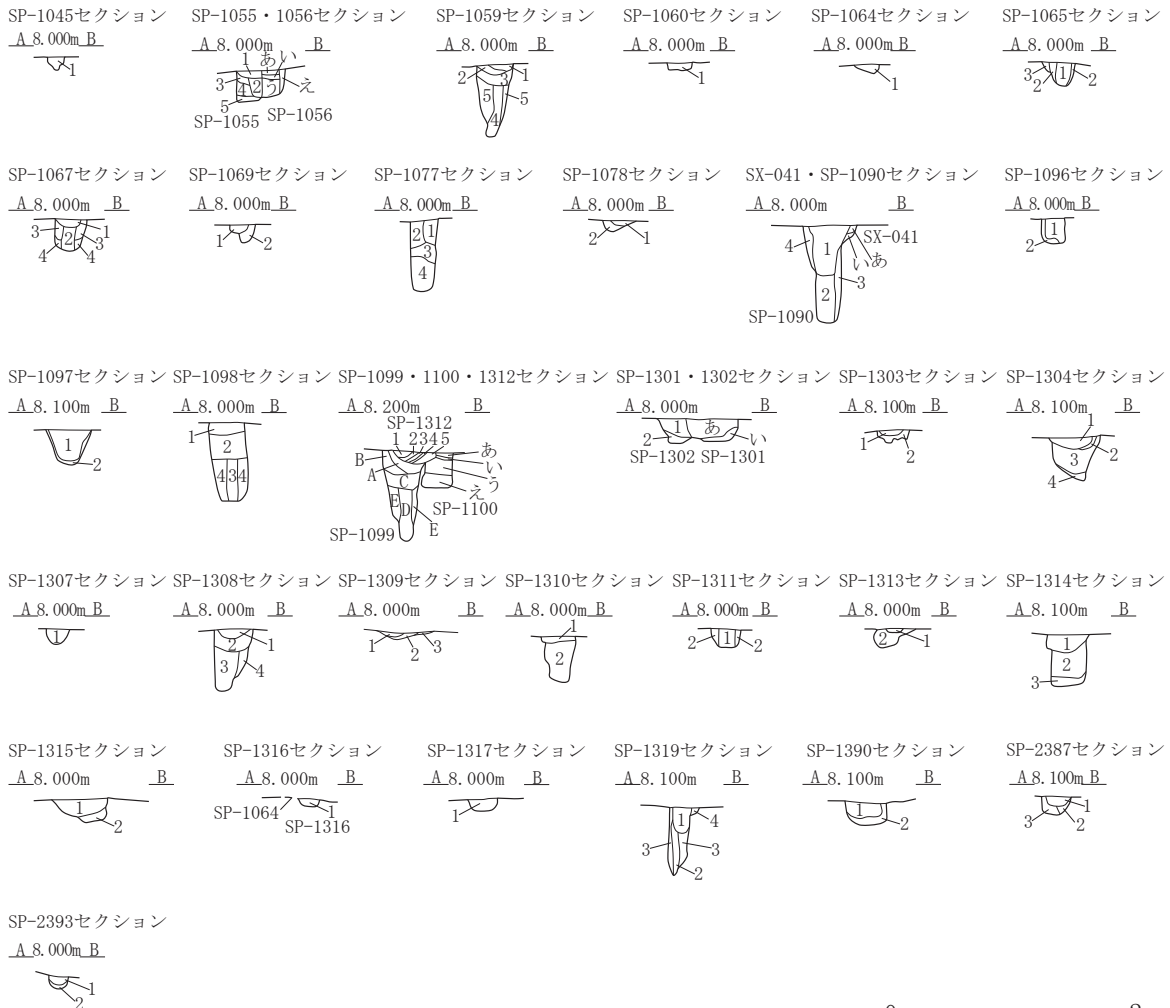 SP-1045セクション SP-1055・1056セクション SP-1059セクション SP-1060セクション SP-1064セクション SP-1065セクション
A 8.000m B A 8.000m B A 8.000m B A 8.000m B A 8.000m B A 8.000m B
1
1 あ い
3 4 2 う え
5
SP-1055 SP-1056
2 3 1
5 5
4
1
1
3 2 1 2
SP-1067セクション SP-1069セクション SP-1077セクション SP-1078セクション SX-041・SP-1090セクション SP-1096セクション
A 8.000m B A 8.000m B A 8.000m B A 8.000m B A 8.000m B A 8.000m B
3 2 1 3
4 4
1 2
2 1
3
4
2 1
4 1 SX-041
い あ
3
2
SP-1090
1
2
SP-1097セクション SP-1098セクション SP-1099・1100・1312セクション SP-1301・1302セクション SP-1303セクション SP-1304セクション
A 8.100m B A 8.000m B A 8.200m B A 8.000m B A 8.100m B A 8.100m B
1
2
1
2
4 3 4
SP-1312
1 2 3 4 5
B あ
A い
C う
え
E D SP-1100
SP-1099 E
1 あ
2 い
SP-1302 SP-1301
1
2
1
2
3
4
SP-1307セクション SP-1308セクション SP-1309セクション SP-1310セクション SP-1311セクション SP-1313セクション SP-1314セクション
A 8.000m B A 8.000m B A 8.000m B A 8.000m B A 8.000m B A 8.000m B A 8.100m B
1
2 1
3 4
1 2 3
1
2
2 1 2
2 1
1
2
3
SP-1315セクション SP-1316セクション SP-1317セクション SP-1319セクション SP-1390セクション SP-2387セクション
A 8.000m B A 8.000m B A 8.000m B A 8.100m B A 8.100m B A 8.100m B
1
2
SP-1064 1
SP-1316
1
1 4
3 3
2
1
2
1
3 2
SP-2393セクション
A 8.000m B
1
2